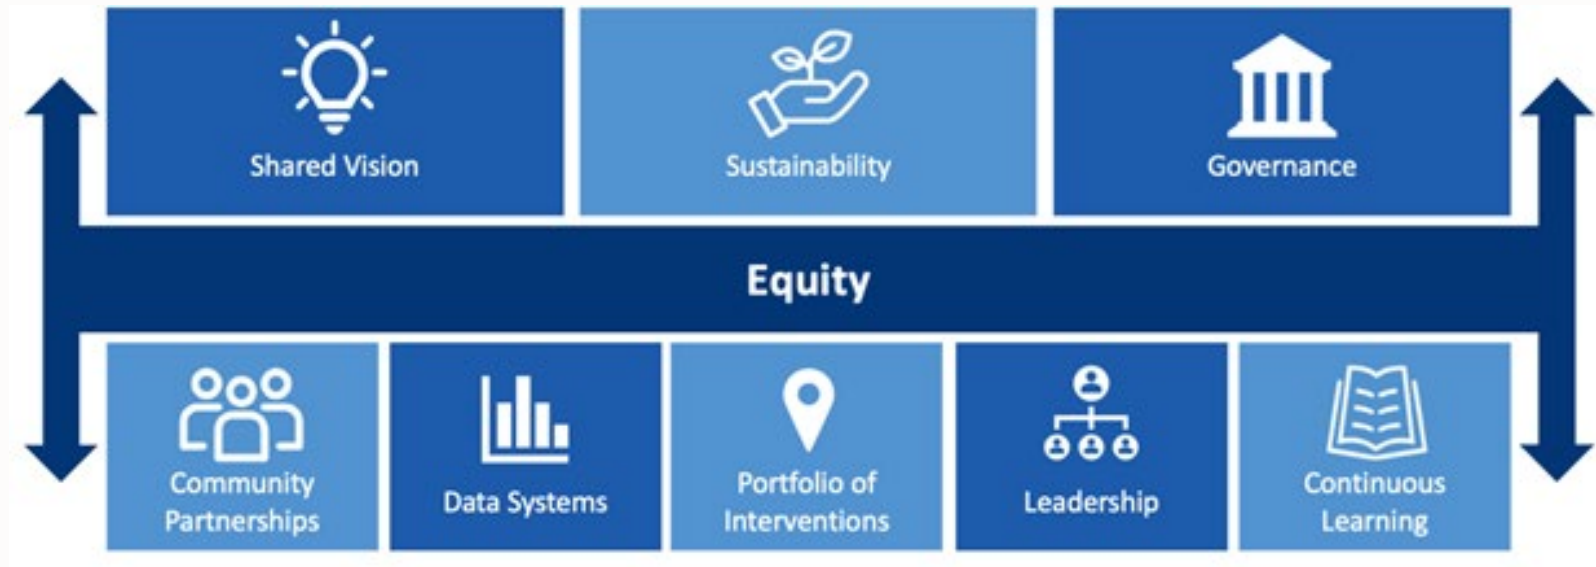 Shared Vision
Sustainability
Governance
Equity
Community
Partnerships
Data Systems
Portfolio of
Interventions
Leadership
Continuous
Learning